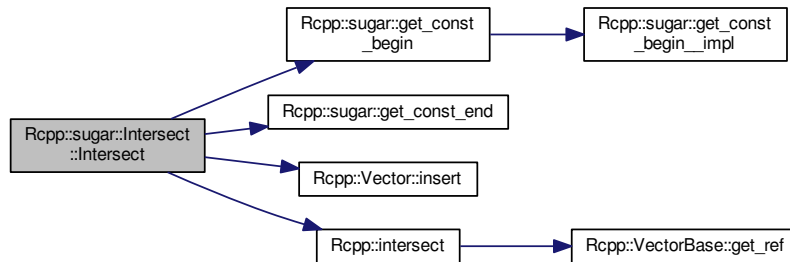 Rcpp::sugar::Intersect
::Intersect
Rcpp::sugar::get_const
_begin
Rcpp::sugar::get_const
_begin__impl
Rcpp::sugar::get_const_end
Rcpp::Vector::insert
Rcpp::intersect
Rcpp::VectorBase::get_ref